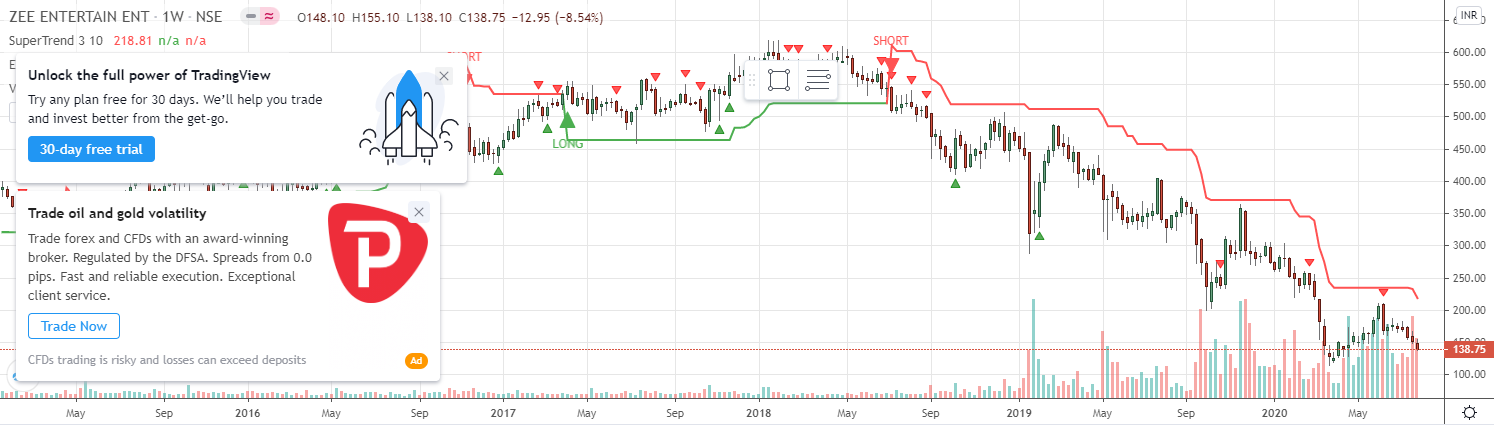 ZEE ENTERTAIN ENT · 1W · NSE O148.10 H155.10 L138.10 C138.75 −12.95 (−8.54%)
INR
SuperTrend 3 10 218.81 n/a n/a
SHORT
600.00
Unlock the full power of TradingView
Try any plan free for 30 days. We'll help you trade
and invest better from the get-go.
30-day free trial
550.00
500.00
LONG
450.00
400.00
Trade oil and gold volatility
Trade forex and CFDs with an award-winning
broker. Regulated by the DFSA. Spreads from 0.0
pips. Fast and reliable execution. Exceptional
client service.
Trade Now
CFDs trading is risky and losses can exceed deposits
Ad
P
350.00
300.00
250.00
200.00
138.75
100.00
May Sep 2016 May Sep 2017 May Sep 2018 May Sep 2019 May Sep 2020 May